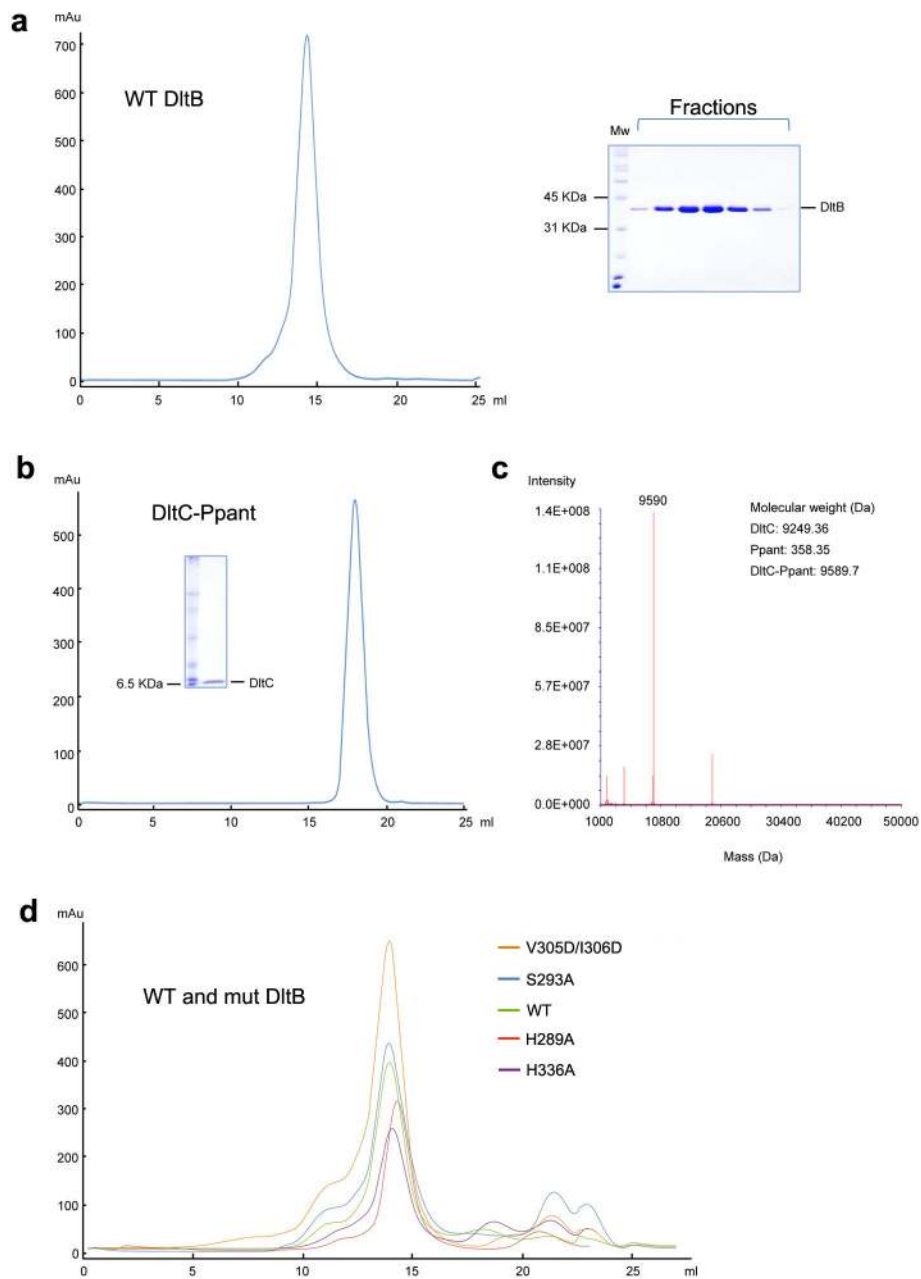 a
mAu
700
600
500
400
300
200
100
0
0 5 10 15 20 25 ml
WT DltB
Fractions
Mw
45 KDa
31 KDa
DltB
b
mAu
500
400
300
200
100
0
0 5 10 15 20 25 ml
DltC-Ppant
6.5 KDa
DltC
c
Intensity
9590
1.4E+008
1.1E+008
8.5E+007
5.7E+007
2.8E+007
0.0E+000
1000 10800 20600 30400 40200 50000
Mass (Da)
Molecular weight (Da)
DltC: 9249.36
Ppant: 358.35
DltC-Ppant: 9589.7
d
mAu
600
500
400
300
200
100
0
0 5 10 15 20 25 ml
WT and mut DltB
V305D/I306D
S293A
WT
H289A
H336A